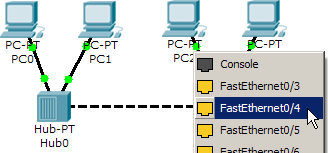 PC-PT
PC0
PC-PT
PC1
PC-PT
PC2
PC-PT
Hub-PT
Hub0
Console
FastEthernet0/3
FastEthernet0/4
FastEthernet0/5
FastEthernet0/6